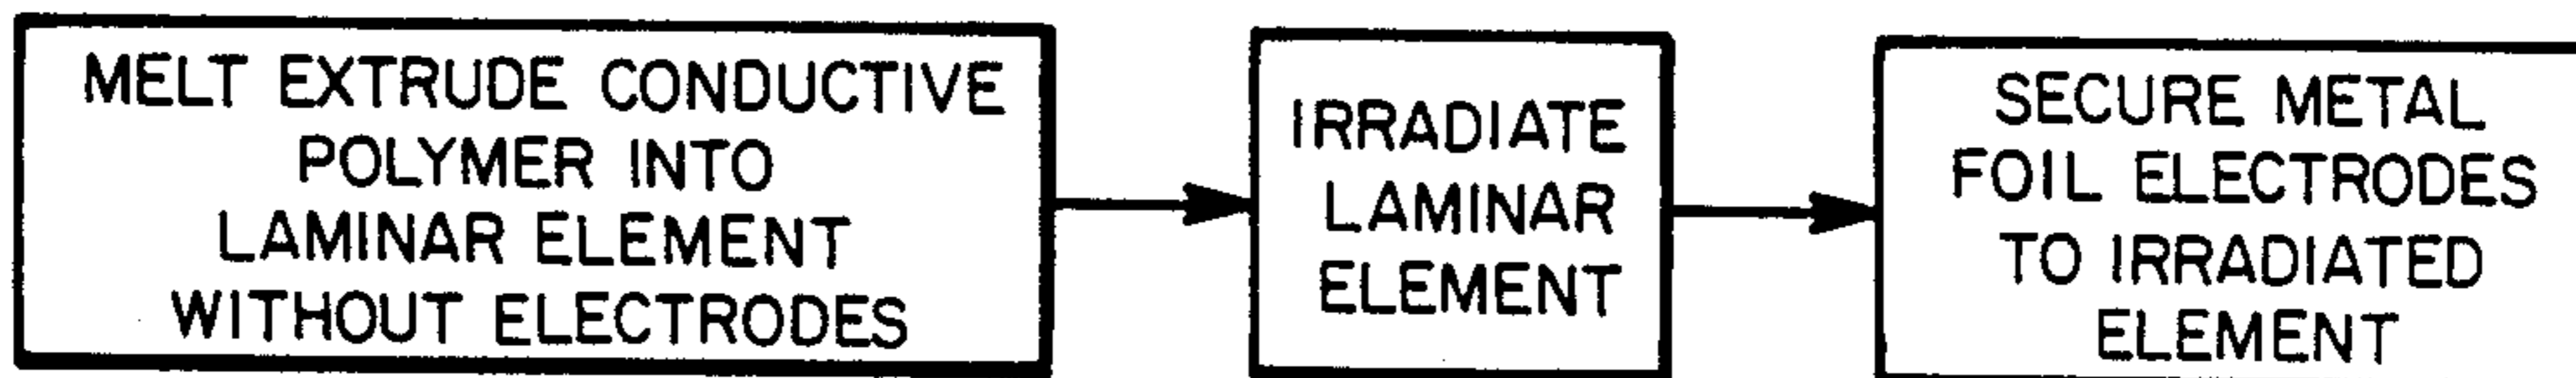 MELT EXTRUDE CONDUCTIVE
POLYMER INTO
LAMINAR ELEMENT
WITHOUT ELECTRODES
IRRADIATE
LAMINAR
ELEMENT
SECURE METAL
FOIL ELECTRODES
TO IRRADIATED
ELEMENT